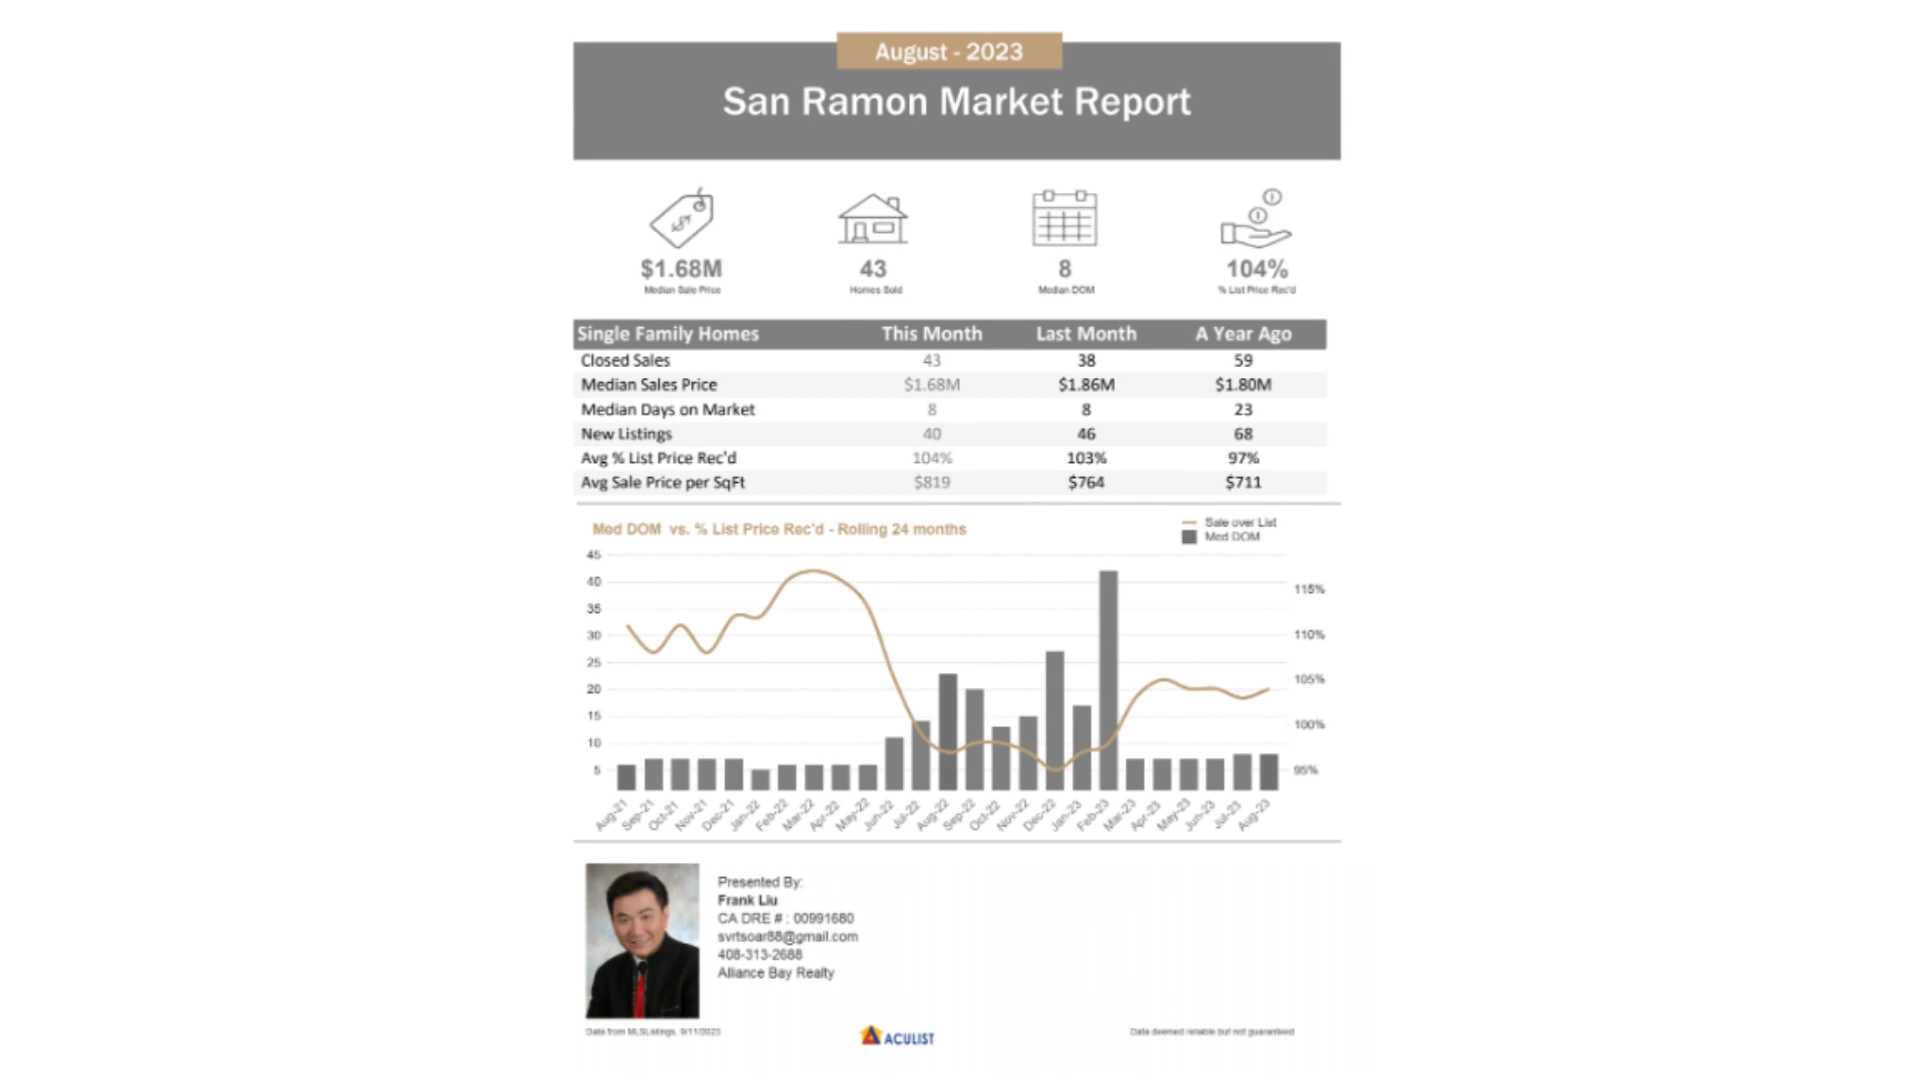 August - 2023
San Ramon Market Report
$1.68M 43 8 104%
Median Sale Price Homes Sold Median DOM % List Price Rec'd
Single Family Homes This Month Last Month A Year Ago
Closed Sales 43 38 59
Median Sales Price $1.68M $1.86M $1.80M
Median Days on Market 8 8 23
New Listings 40 46 68
Avg % List Price Rec'd 104% 103% 97%
Avg Sale Price per SqFt $819 $764 $711
Med DOM vs. % List Price Rec'd - Rolling 24 months
Sale over List
Med DOM
45
40 115%
35
30 110%
25
20 105%
15 100%
10
5 95%
Aug-21 Sep-21 Oct-21 Nov-21 Dec-21 Jan-22 Feb-22 Mar-22 Apr-22 May-22 Jun-22 Jul-22 Aug-22 Sep-22 Oct-22 Nov-22 Dec-22 Jan-23 Feb-23 Mar-23 Apr-23 May-23 Jun-23 Jul-23 Aug-23
Presented By:
Frank Liu
CA DRE # : 00991680
408-313-2688
Alliance Bay Realty
Data from MLSListings, 9/11/2023
ACULIST
Data deemed reliable but not guaranteed